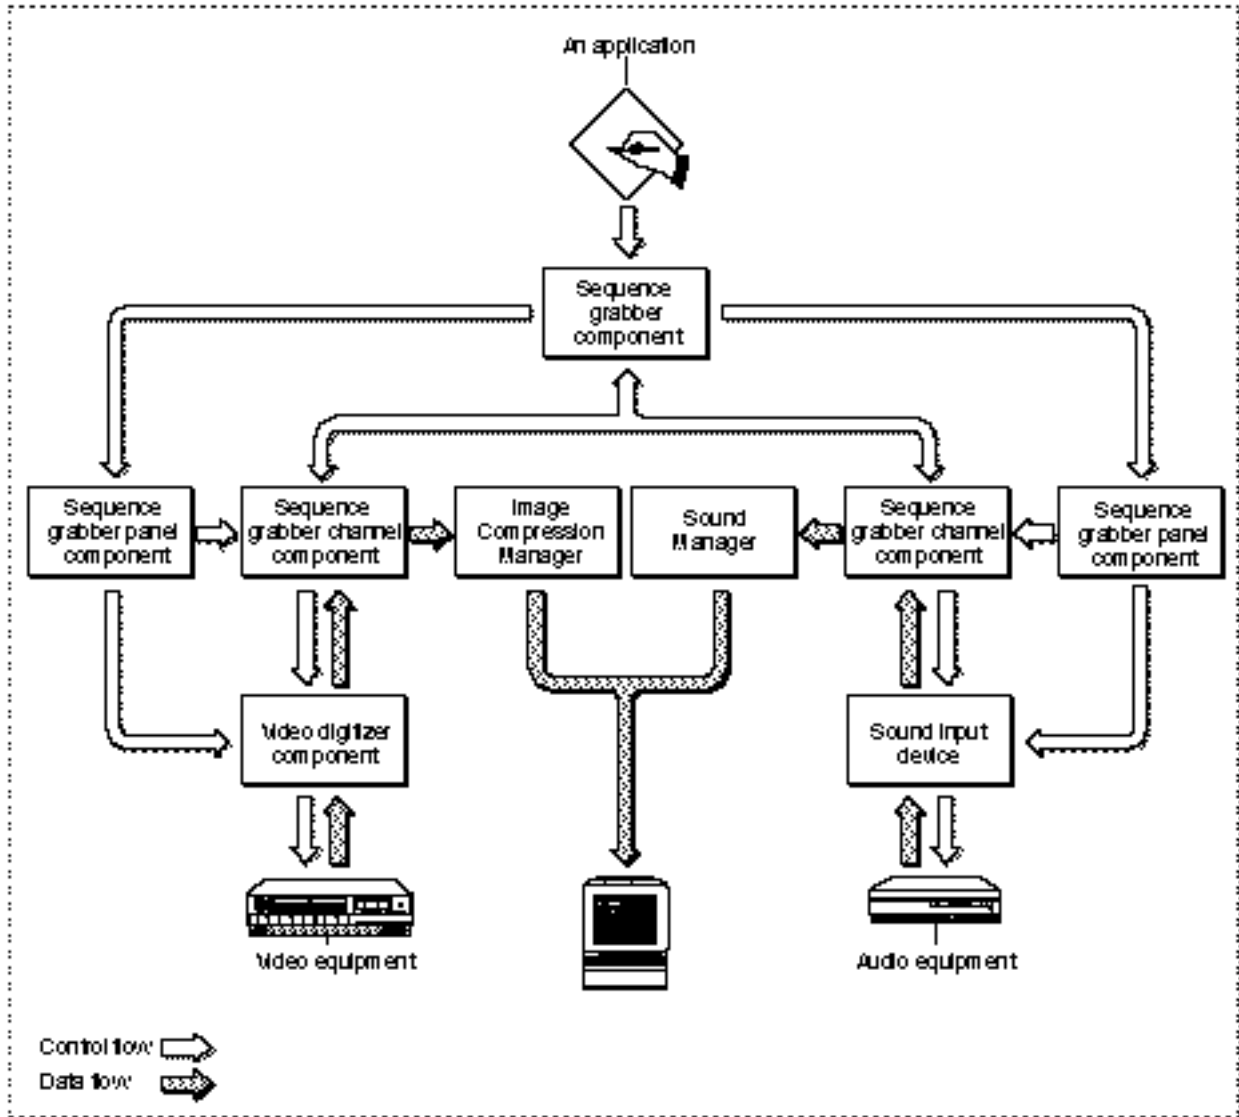 An application
Sequence
grabber
component
Sequence
grabber panel
component
Sequence
grabber channel
component
Image
Compression
Manager
Sound
Manager
Sequence
grabber channel
component
Sequence
grabber panel
component
Video digitizer
component
Sound input
device
Video equipment
Audio equipment
Control flow
Data flow